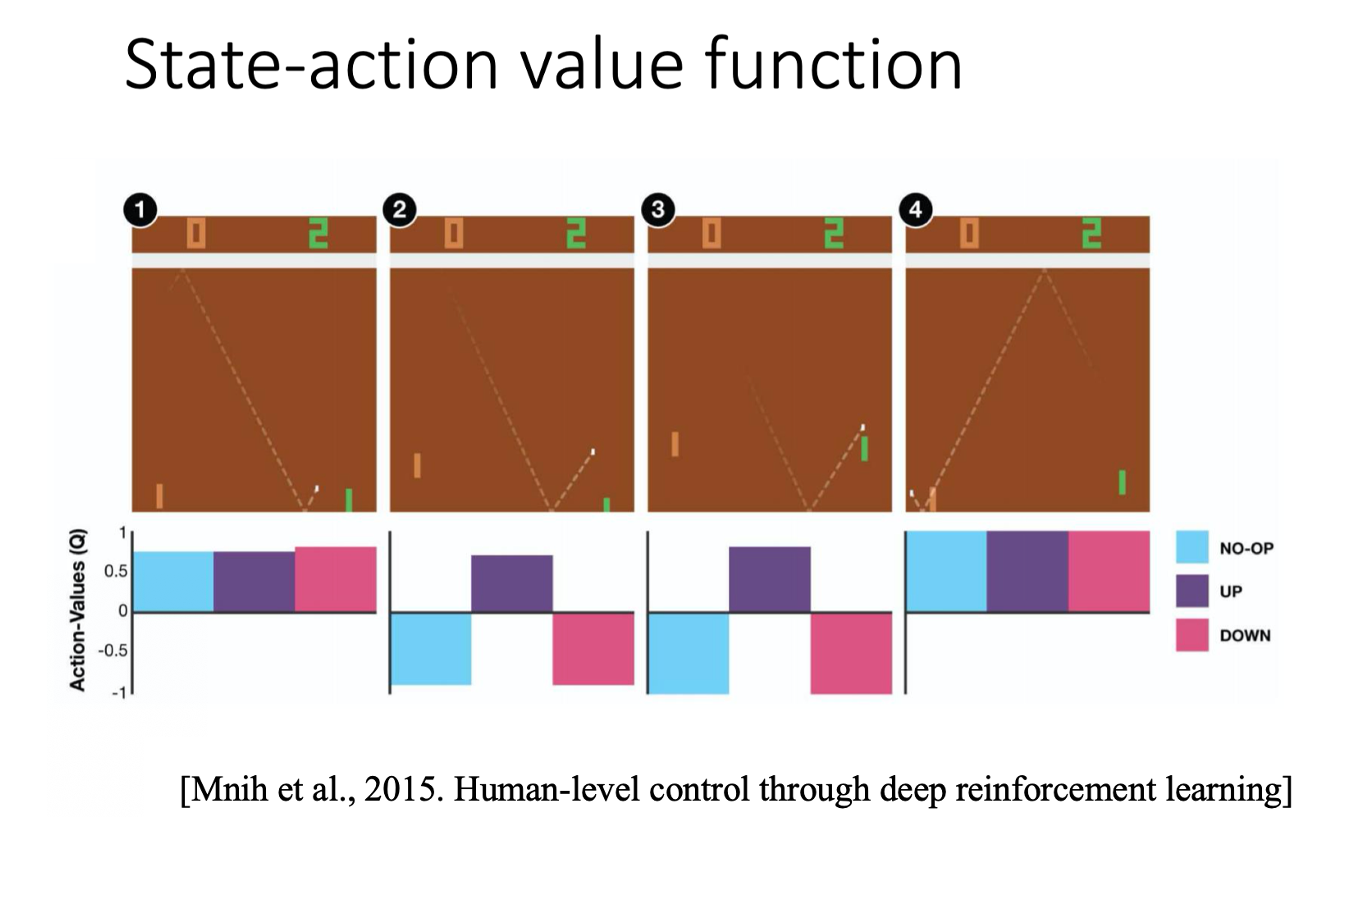 State-action value function
1 2 3 4
0 2 0 2 0 2 0 2
Action-Values (Q)
1
0.5
0
-0.5
-1
NO-OP
UP
DOWN
[Mnih et al., 2015. Human-level control through deep reinforcement learning]